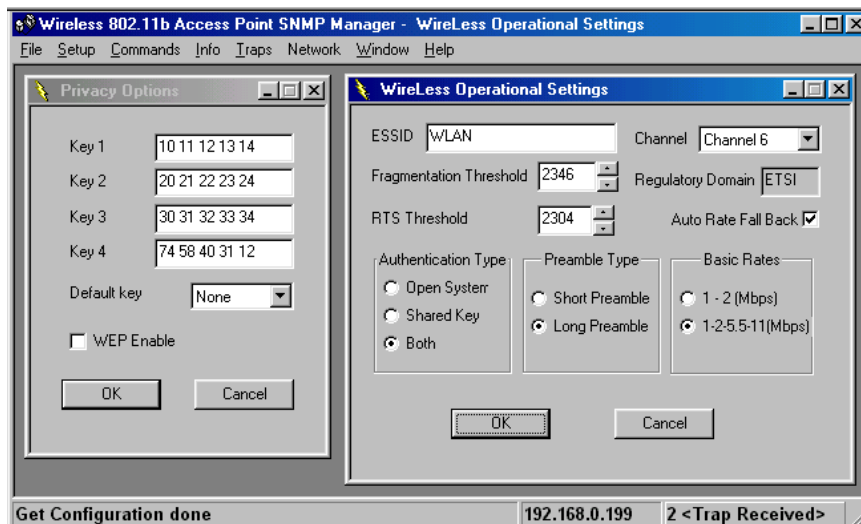 Wireless 802.11b Access Point SNMP Manager - WireLess Operational Settings
File Setup Commands Info Traps Network Window Help
Privacy Options
Key 1 10 11 12 13 14
Key 2 20 21 22 23 24
Key 3 30 31 32 33 34
Key 4 74 58 40 31 12
Default key None
WEP Enable
OK Cancel
WireLess Operational Settings
ESSID WLAN Channel Channel 6
Fragmentation Threshold 2346 Regulatory Domain ETSI
RTS Threshold 2304 Auto Rate Fall Back
Authentication Type
Open System
Shared Key
Both
Preamble Type
Short Preamble
Long Preamble
Basic Rates
1 - 2 (Mbps)
1-2-5.5-11(Mbps)
OK Cancel
Get Configuration done 192.168.0.199 2 <Trap Received>